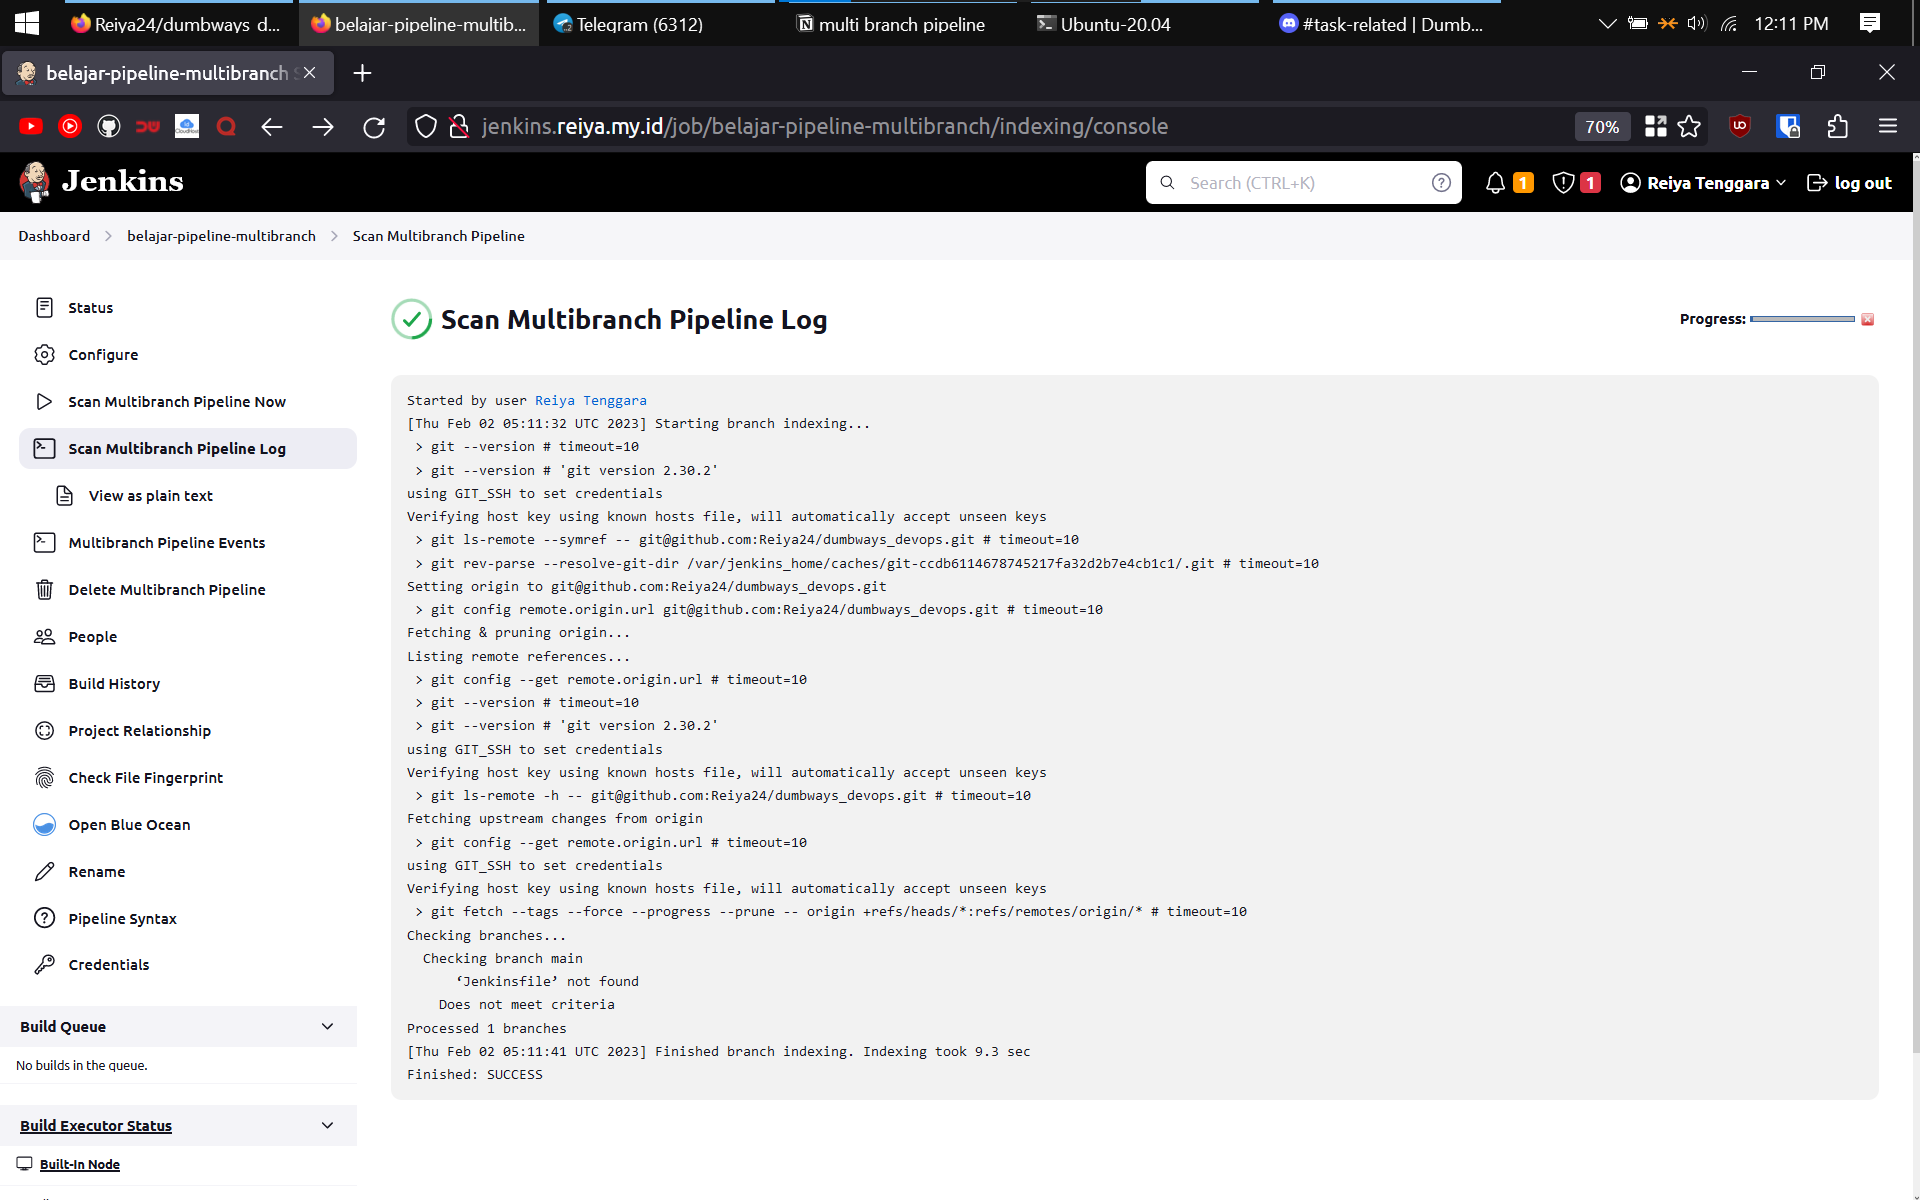 Reiya24/dumbways_d...
belajar-pipeline-multib...
Telegram (6312)
multi branch pipeline
Ubuntu-20.04
#task-related | Dumb...
12:11 PM
belajar-pipeline-multibranch
jenkins.reiya.my.id/job/belajar-pipeline-multibranch/indexing/console
70%
Jenkins
Search (CTRL+K)
1
1
Reiya Tenggara
log out
Dashboard
belajar-pipeline-multibranch
Scan Multibranch Pipeline
Status
Configure
Scan Multibranch Pipeline Now
Scan Multibranch Pipeline Log
View as plain text
Multibranch Pipeline Events
Delete Multibranch Pipeline
People
Build History
Project Relationship
Check File Fingerprint
Open Blue Ocean
Rename
Pipeline Syntax
Credentials
Build Queue
No builds in the queue.
Build Executor Status
Built-In Node
Scan Multibranch Pipeline Log
Progress:
Started by user Reiya Tenggara
[Thu Feb 02 05:11:32 UTC 2023] Starting branch indexing...
> git --version # timeout=10
> git --version # 'git version 2.30.2'
using GIT_SSH to set credentials
Verifying host key using known hosts file, will automatically accept unseen keys
> git ls-remote --symref -- git@github.com:Reiya24/dumbways_devops.git # timeout=10
> git rev-parse --resolve-git-dir /var/jenkins_home/caches/git-ccdb6114678745217fa32d2b7e4cb1c1/.git # timeout=10
Setting origin to git@github.com:Reiya24/dumbways_devops.git
> git config remote.origin.url git@github.com:Reiya24/dumbways_devops.git # timeout=10
Fetching & pruning origin...
Listing remote references...
> git config --get remote.origin.url # timeout=10
> git --version # timeout=10
> git --version # 'git version 2.30.2'
using GIT_SSH to set credentials
Verifying host key using known hosts file, will automatically accept unseen keys
> git ls-remote -h -- git@github.com:Reiya24/dumbways_devops.git # timeout=10
Fetching upstream changes from origin
> git config --get remote.origin.url # timeout=10
using GIT_SSH to set credentials
Verifying host key using known hosts file, will automatically accept unseen keys
> git fetch --tags --force --progress --prune -- origin +refs/heads/*:refs/remotes/origin/* # timeout=10
Checking branches...
Checking branch main
‘Jenkinsfile’ not found
Does not meet criteria
Processed 1 branches
[Thu Feb 02 05:11:41 UTC 2023] Finished branch indexing. Indexing took 9.3 sec
Finished: SUCCESS